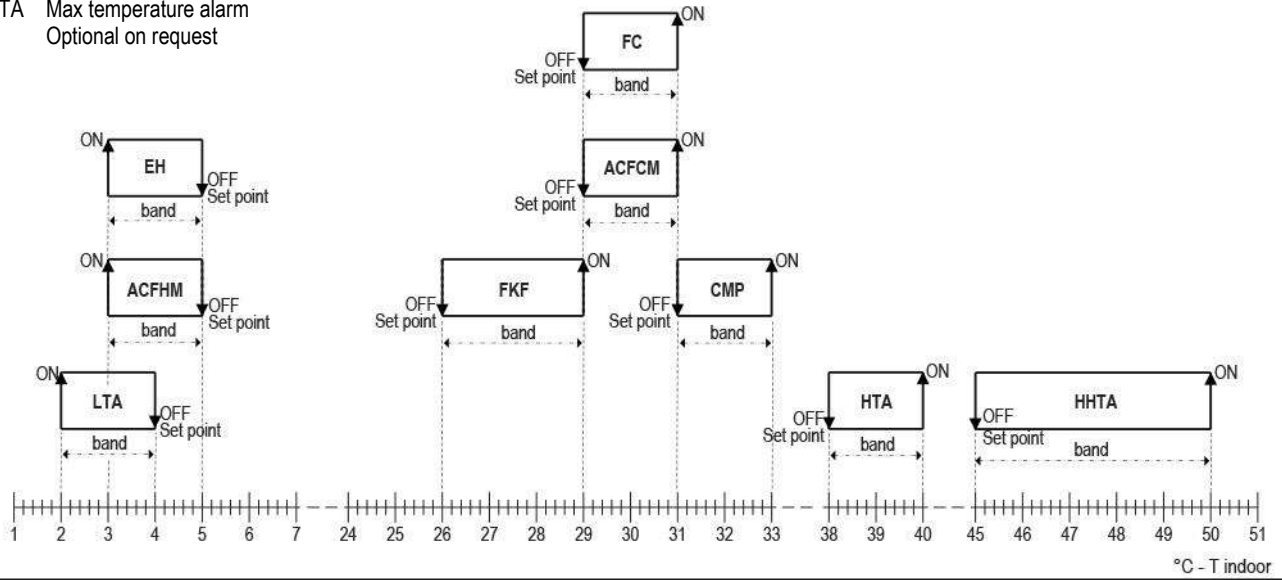 TA Max temperature alarm
Optional on request
ON
FC
OFF
Set point
band
ON
EH
OFF
Set point
band
ON
ACFCM
OFF
Set point
band
ON
ACFHM
OFF
Set point
band
ON
FKF
OFF
Set point
band
ON
CMP
OFF
Set point
band
ON
LTA
OFF
Set point
band
ON
HTA
OFF
Set point
band
ON
HHTA
OFF
Set point
band
1 2 3 4 5 6 7 24 25 26 27 28 29 30 31 32 33 38 39 40 45 46 47 48 49 50 51
°C - T indoor